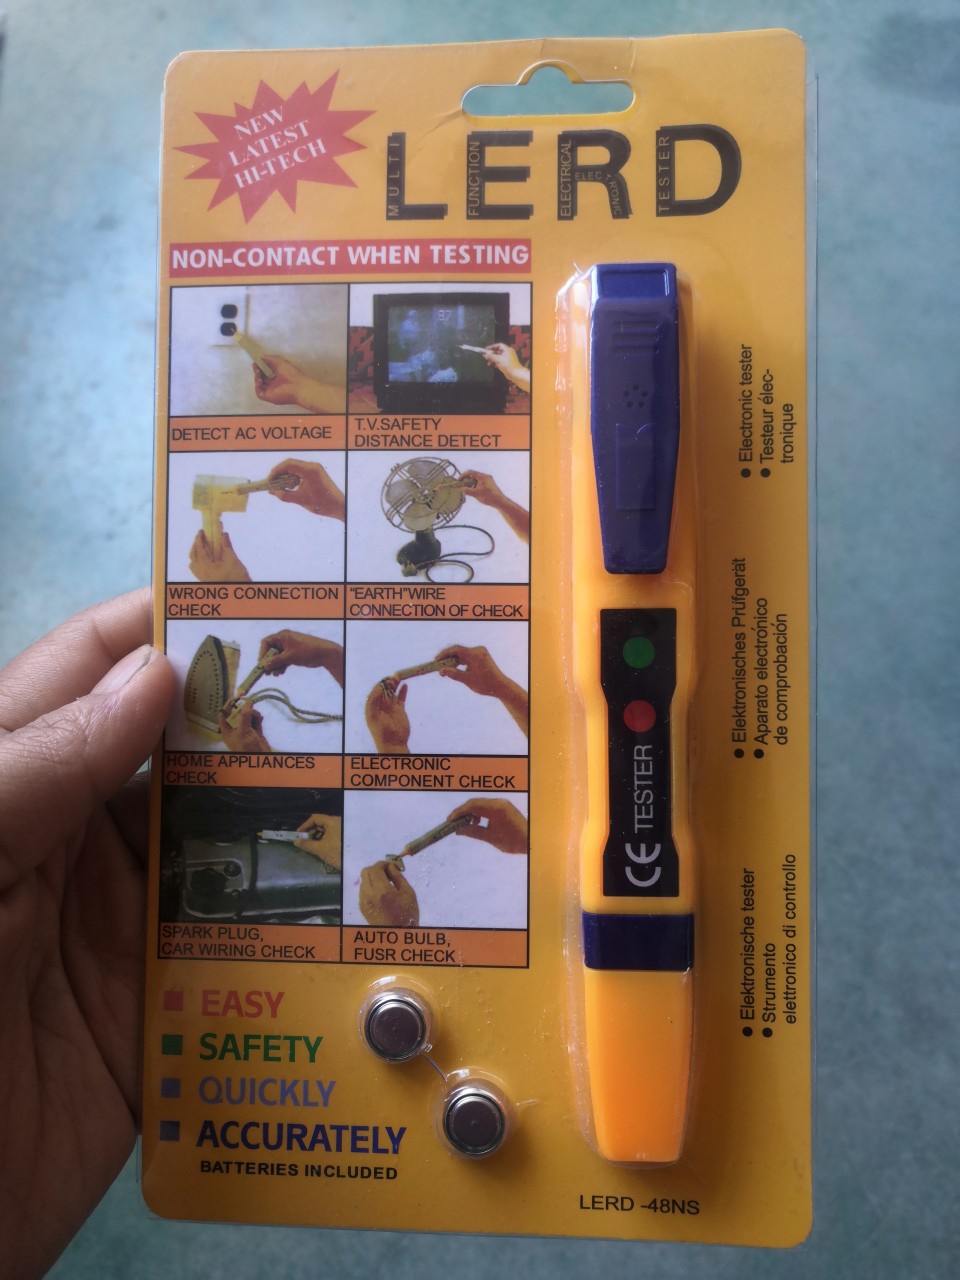 NEW
LATEST
HI-TECH
LERD
MULTI
FUNCTION
ELECTRICAL
ELEC
TRONIC
TESTER
NON-CONTACT WHEN TESTING
87
DETECT AC VOLTAGE
T.V.SAFETY
DISTANCE DETECT
WRONG CONNECTION
CHECK
"EARTH"WIRE
CONNECTION OF CHECK
HOME APPLIANCES
CHECK
ELECTRONIC
COMPONENT CHECK
SPARK PLUG,
CAR WIRING CHECK
AUTO BULB,
FUSR CHECK
EASY
SAFETY
QUICKLY
ACCURATELY
BATTERIES INCLUDED
CE TESTER
● Electronic tester
● Testeur élec-
tronique
● Elektronisches Prüfgerät
● Aparato electrónico
de comprobación
● Elektronische tester
● Strumento
elettronico di controllo
LERD -48NS